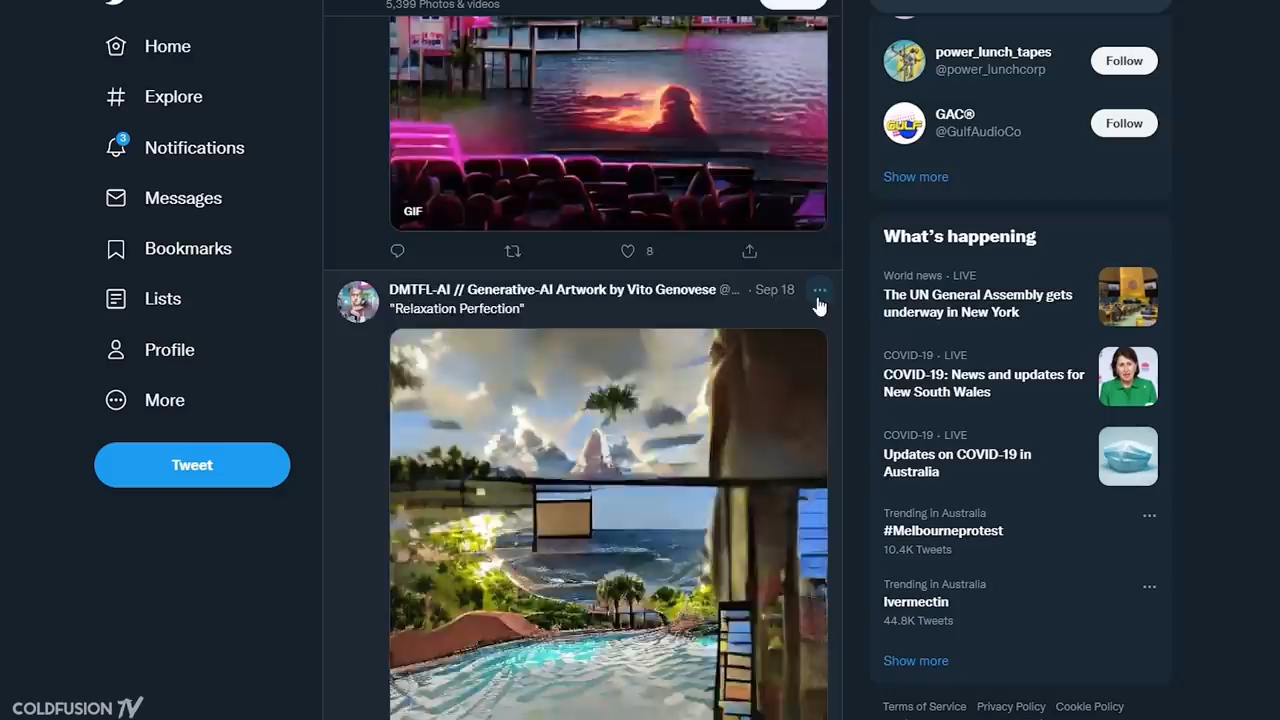 5,399 Photos & videos
Home
Explore
3
Notifications
Messages
Bookmarks
Lists
Profile
More
Tweet
GIF
8
DMTFL-AI // Generative-AI Artwork by Vito Genovese @... · Sep 18
"Relaxation Perfection"
power_lunch_tapes
@power_lunchcorp
Follow
GULF
GAC®
@GulfAudioCo
Follow
Show more
What's happening
World news · LIVE
The UN General Assembly gets
underway in New York
COVID-19 · LIVE
COVID-19: News and updates for
New South Wales
COVID-19 · LIVE
Updates on COVID-19 in
Australia
Trending in Australia
#Melbourneprotest
10.4K Tweets
Trending in Australia
Ivermectin
44.8K Tweets
Show more
Terms of Service Privacy Policy Cookie Policy
COLDFUSION TV